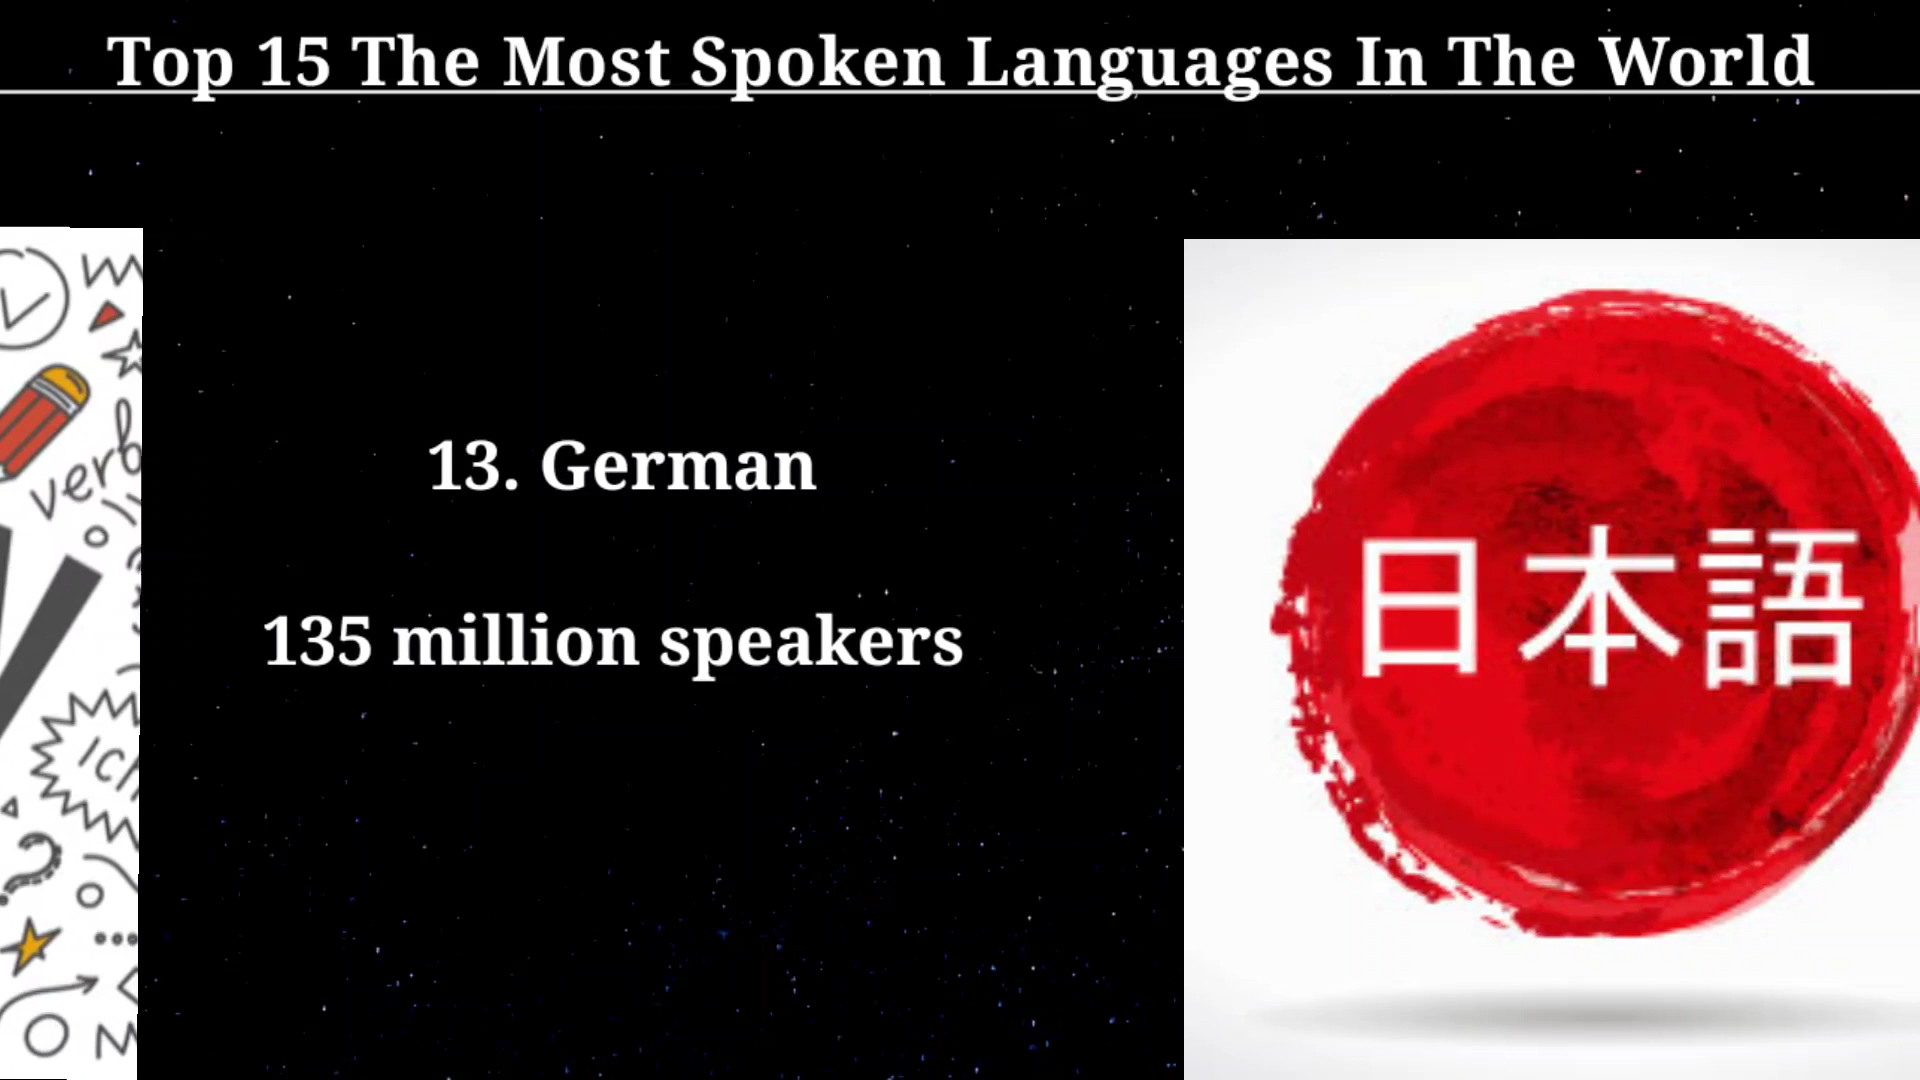 Top 15 The Most Spoken Languages In The World
verb
13. German
日本語
135 million speakers